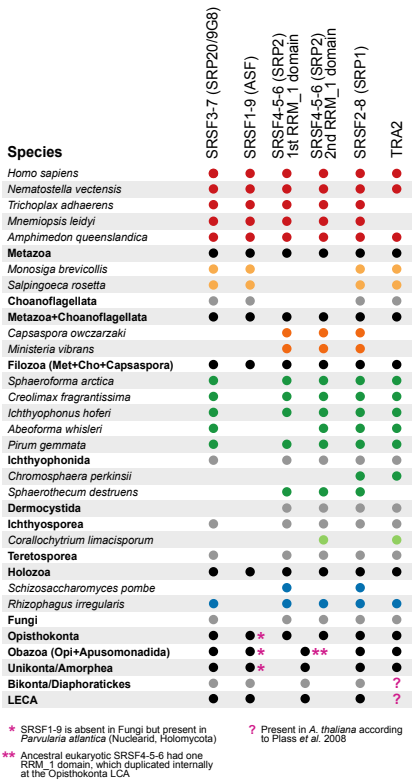 SRSF3-7 (SRP20/9G8)
SRSF1-9 (ASF)
SRSF4-5-6 (SRP2)
1st RRM_1 domain
SRSF4-5-6 (SRP2)
2nd RRM_1 domain
SRSF2-8 (SRP1)
TRA2
Species
Homo sapiens
Nematostella vectensis
Trichoplax adhaerens
Mnemiopsis leidyi
Amphimedon queenslandica
Metazoa
Monosiga brevicollis
Salpingoeca rosetta
Choanoflagellata
Metazoa+Choanoflagellata
Capsaspora owczarzaki
Ministeria vibrans
Filozoa (Met+Cho+Capsaspora)
Sphaeroforma arctica
Creolimax fragrantissima
Ichthyophonus hoferi
Abeoforma whisleri
Pirum gemmata
Ichthyophonida
Chromosphaera perkinsii
Sphaerothecum destruens
Dermocystida
Ichthyosporea
Corallochytrium limacisporum
Teretosporea
Holozoa
Schizosaccharomyces pombe
Rhizophagus irregularis
Fungi
Opisthokonta *
Obazoa (Opi+Apusomonadida) * **
Unikonta/Amorphea *
Bikonta/Diaphoratickes ?
LECA ?
* SRSF1-9 is absent in Fungi but present in
Parvularia atlantica (Nucleariid, Holomycota)
** Ancestral eukaryotic SRSF4-5-6 had one
RRM_1 domain, which duplicated internally
at the Opisthokonta LCA
? Present in A. thaliana according
to Plass et al. 2008